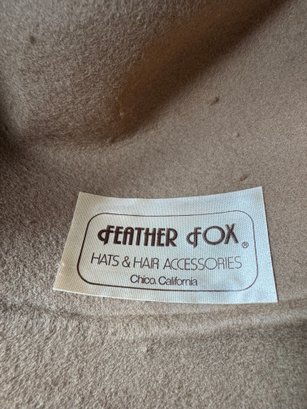 FEATHER FOX ®
HATS & HAIR ACCESSORIES
Chico, California